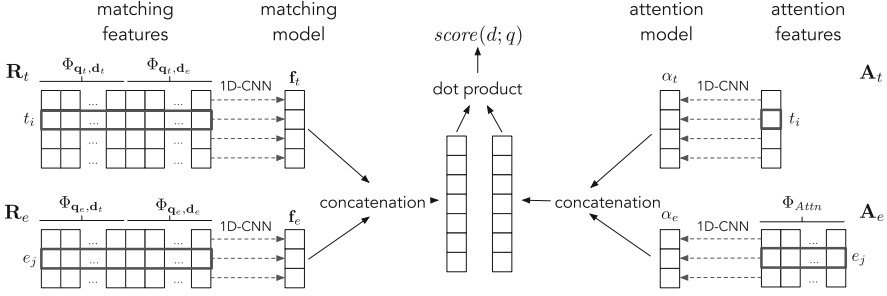 matching features
matching model
attention model
attention features
score(d; q)
R_t
Φ_{q_t,d_t}
Φ_{q_t,d_e}
1D-CNN
f_t
dot product
α_t
1D-CNN
A_t
t_i
...
...
...
...
...
...
t_i
concatenation
concatenation
R_e
Φ_{q_e,d_t}
Φ_{q_e,d_e}
1D-CNN
f_e
α_e
1D-CNN
Φ_{Attn}
A_e
e_j
...
...
...
...
...
...
...
...
...
e_j